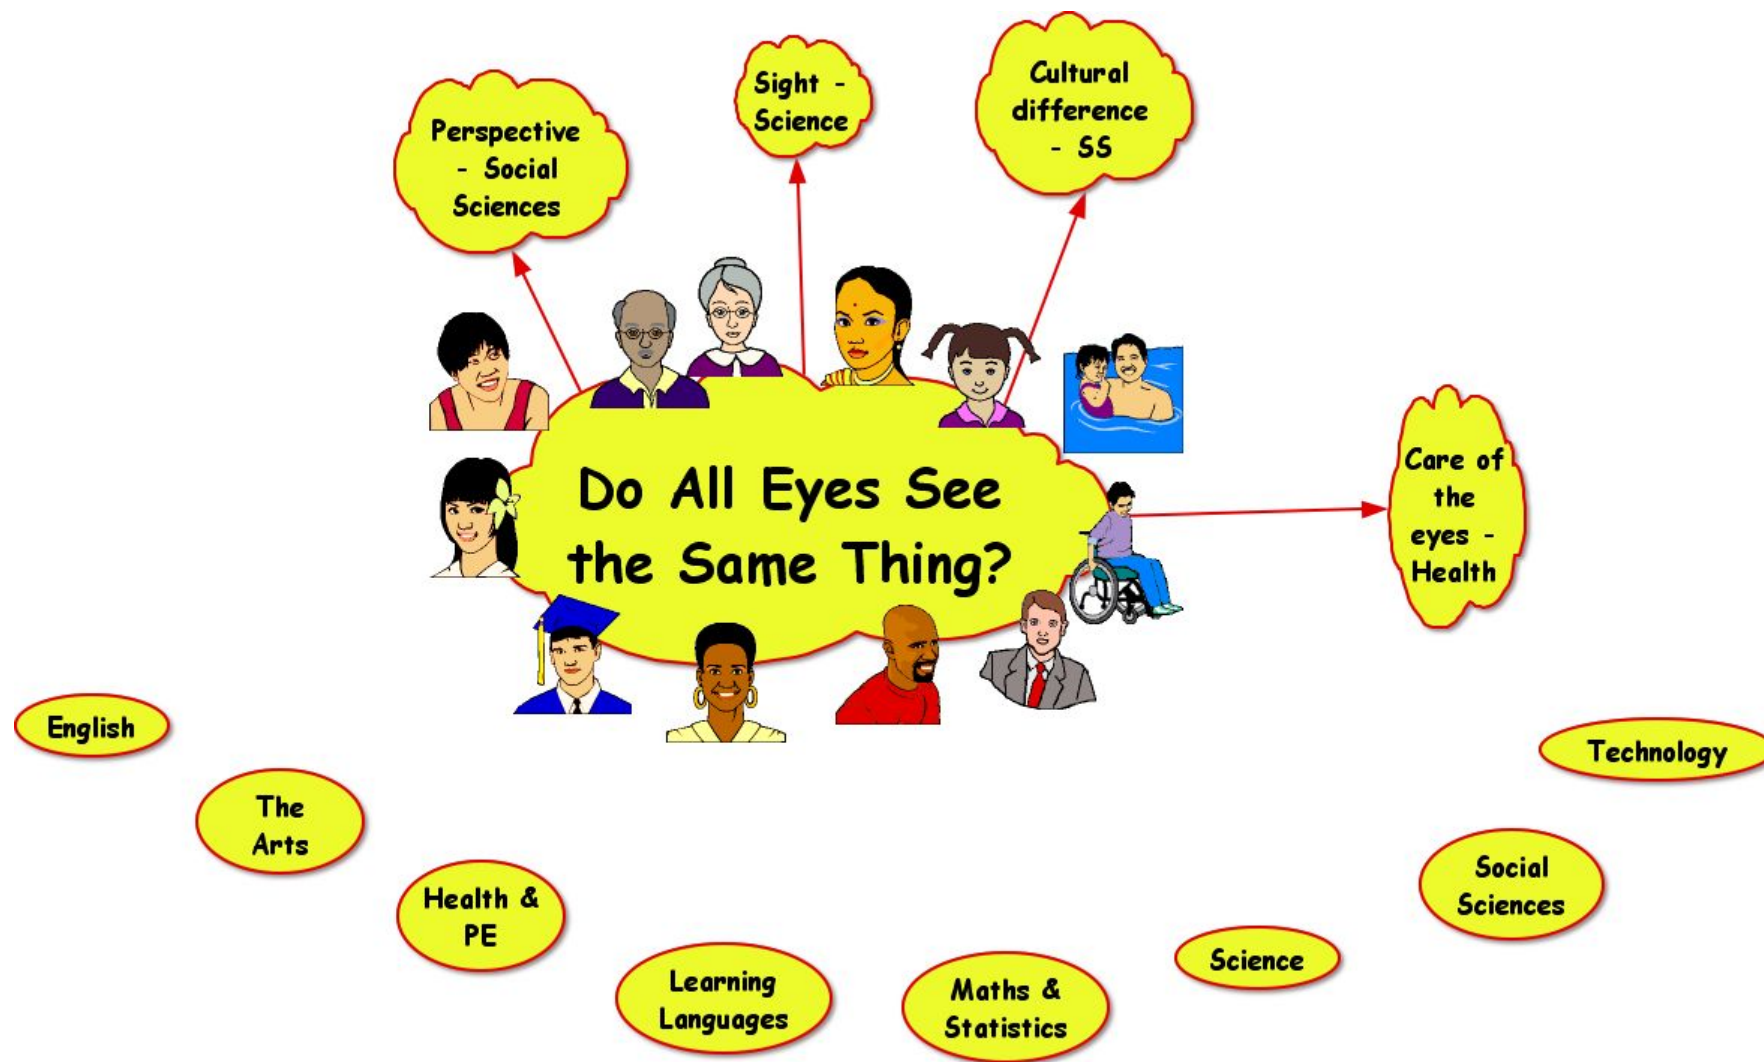 Perspective
- Social
Sciences
Sight -
Science
Cultural
difference
- SS
Do All Eyes See
the Same Thing?
Care of
the
eyes -
Health
English
The
Arts
Health &
PE
Learning
Languages
Maths &
Statistics
Science
Social
Sciences
Technology